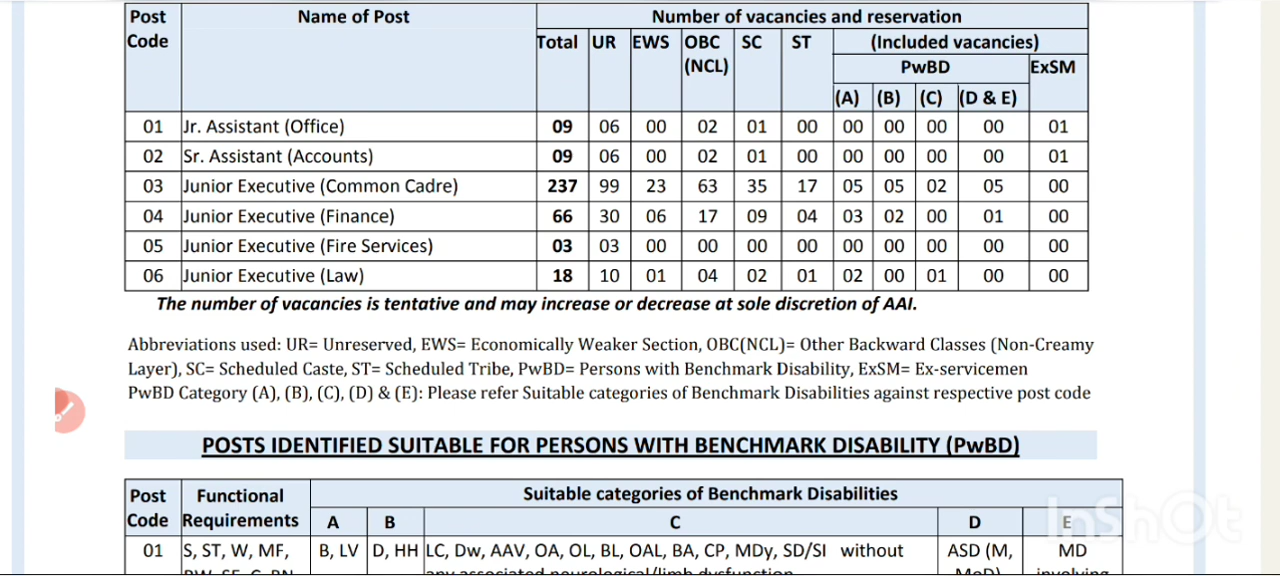 Post Code Name of Post Number of vacancies and reservation
Total UR EWS OBC (NCL) SC ST (Included vacancies)
PwBD ExSM
(A) (B) (C) (D & E)
01 Jr. Assistant (Office) 09 06 00 02 01 00 00 00 00 00 01
02 Sr. Assistant (Accounts) 09 06 00 02 01 00 00 00 00 00 01
03 Junior Executive (Common Cadre) 237 99 23 63 35 17 05 05 02 05 00
04 Junior Executive (Finance) 66 30 06 17 09 04 03 02 00 01 00
05 Junior Executive (Fire Services) 03 03 00 00 00 00 00 00 00 00 00
06 Junior Executive (Law) 18 10 01 04 02 01 02 00 01 00 00
The number of vacancies is tentative and may increase or decrease at sole discretion of AAI.
Abbreviations used: UR= Unreserved, EWS= Economically Weaker Section, OBC(NCL)= Other Backward Classes (Non-Creamy
Layer), SC= Scheduled Caste, ST= Scheduled Tribe, PwBD= Persons with Benchmark Disability, ExSM= Ex-servicemen
PwBD Category (A), (B), (C), (D) & (E): Please refer Suitable categories of Benchmark Disabilities against respective post code
POSTS IDENTIFIED SUITABLE FOR PERSONS WITH BENCHMARK DISABILITY (PwBD)
Post Code Functional Requirements Suitable categories of Benchmark Disabilities
A B C D E
01 S, ST, W, MF, B, LV D, HH LC, Dw, AAV, OA, OL, BL, OAL, BA, CP, MDy, SD/SI without ASD (M, MD
any associated neurological/limb dysfunction MoD) involving
InShOt